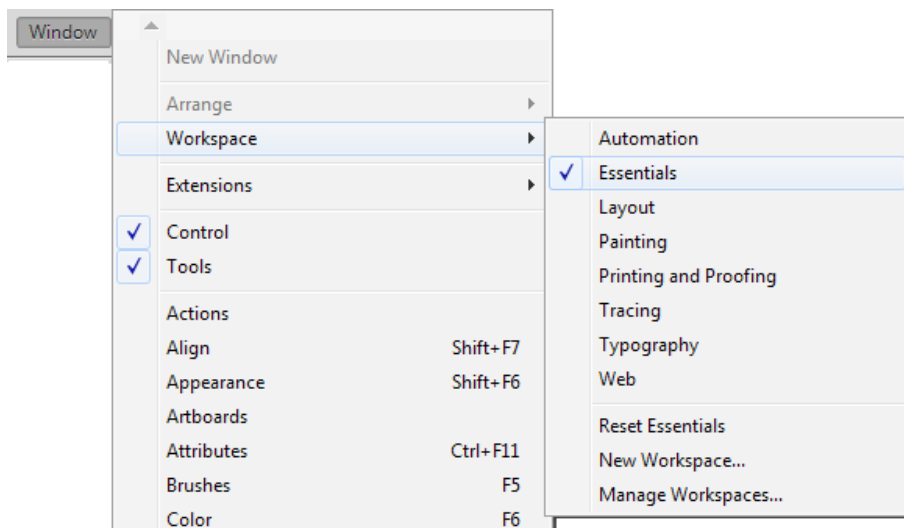 Window
New Window
Arrange
Workspace
Extensions
Control
Tools
Actions
Align Shift+F7
Appearance Shift+F6
Artboards
Attributes Ctrl+F11
Brushes F5
Color F6
Automation
Essentials
Layout
Painting
Printing and Proofing
Tracing
Typography
Web
Reset Essentials
New Workspace...
Manage Workspaces...